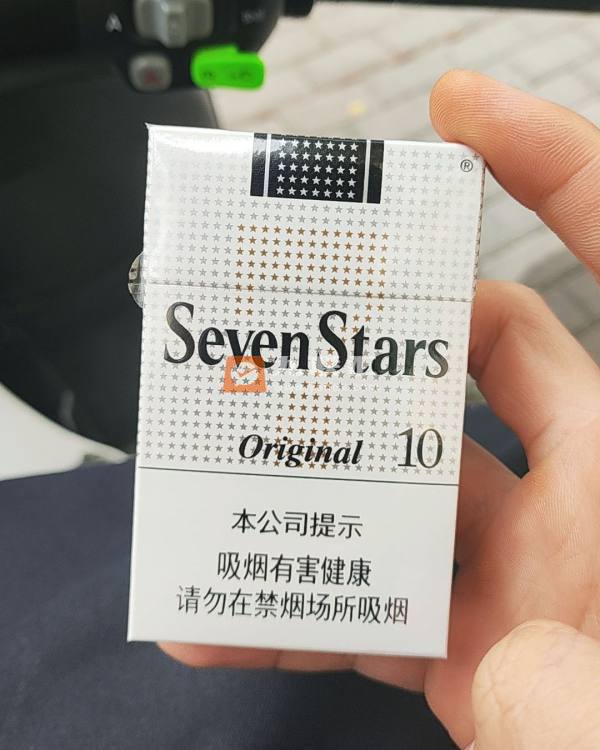 A
®
Seven Stars
Original 10
本公司提示
吸烟有害健康
请勿在禁烟场所吸烟